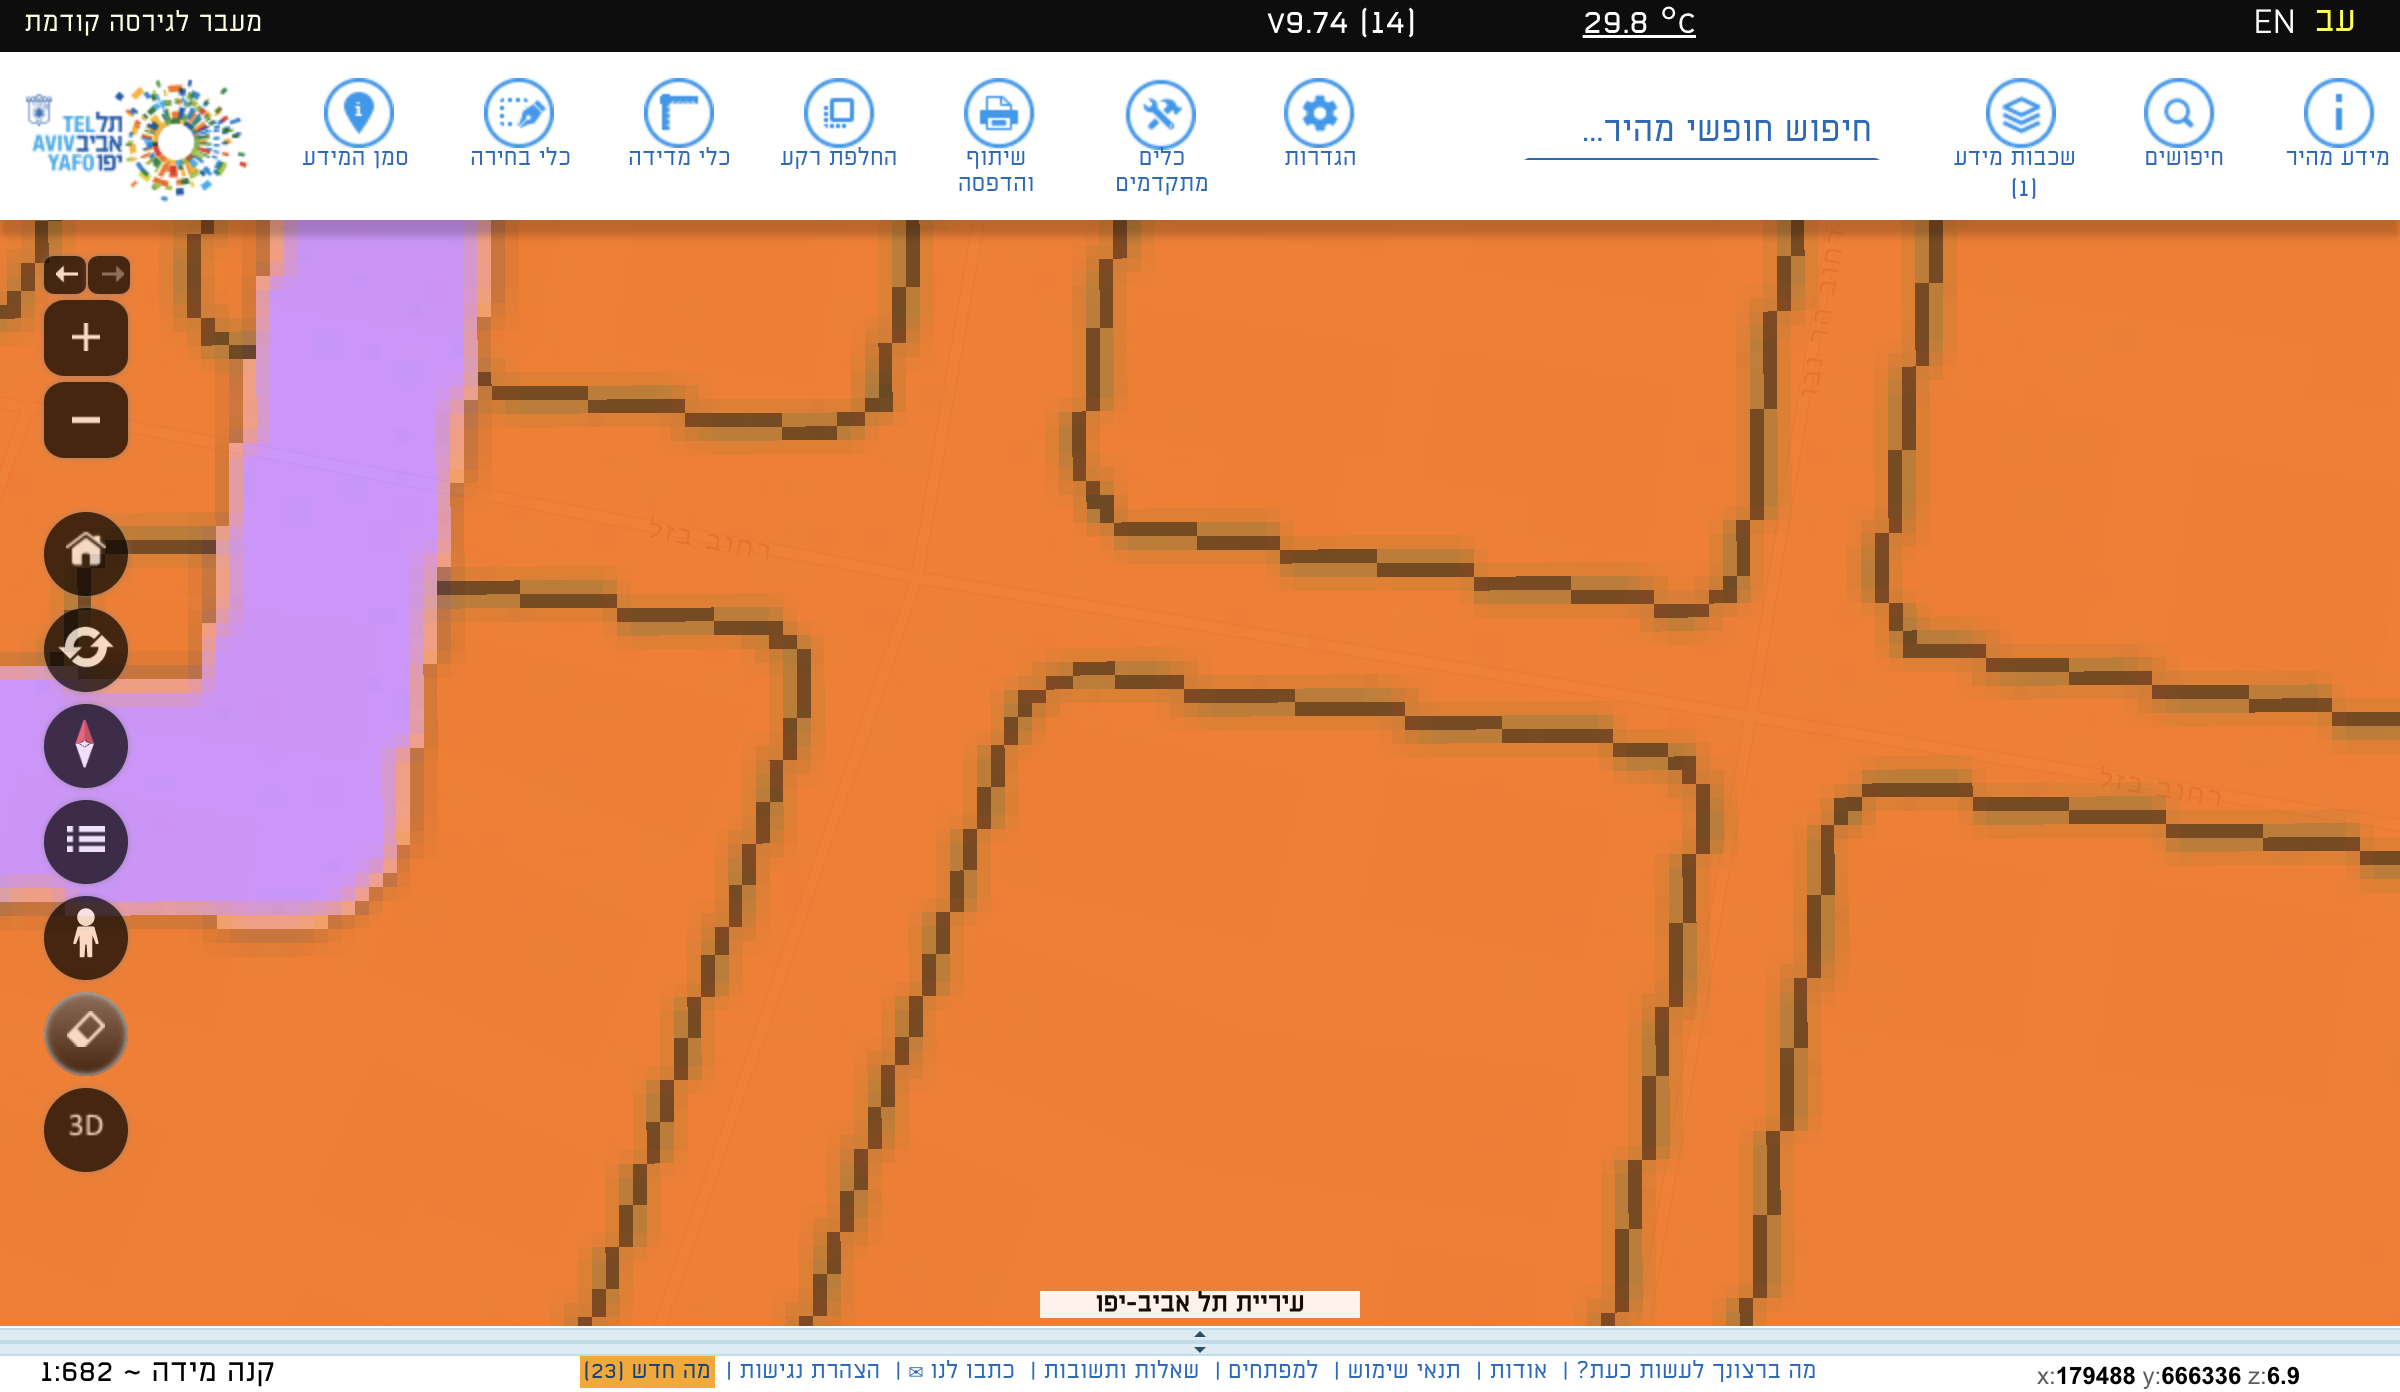 עב EN
29.8 °C
V9.74 (14)
מעבר לגירסה קודמת
מידע מהיר
חיפושים
שכבות מידע
(1)
חיפוש חופשי מהיר...
הגדרות
כלים
מתקדמים
שיתוף
והדפסה
החלפת רקע
כלי מדידה
כלי בחירה
סמן המידע
תל TEL
אביב AVIV
יפו YAFO
רחוב הר נבו
רחוב בזל
רחוב בזל
3D
עיריית תל אביב-יפו
מה ברצונך לעשות כעת? | אודות | תנאי שימוש | למפתחים | שאלות ותשובות | כתבו לנו ✉ | הצהרת נגישות | מה חדש (23)
קנה מידה ~ 1:682
x:179488 y:666336 z:6.9